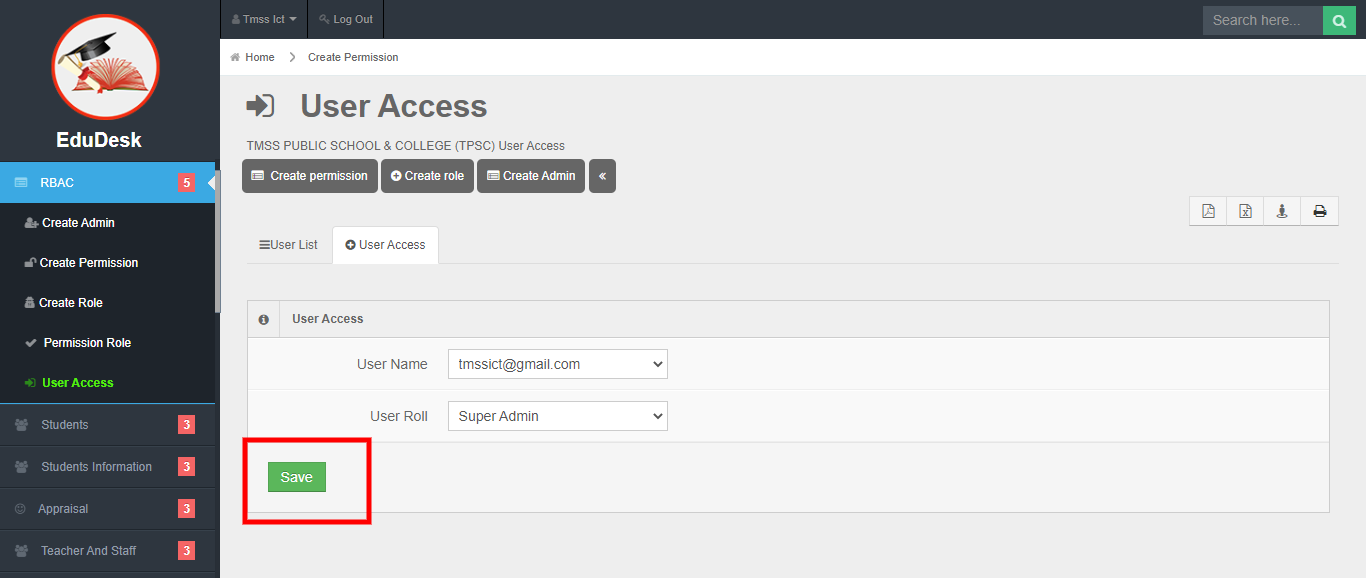 Tmss Ict
Log Out
Search here...
EduDesk
Home
Create Permission
User Access
TMSS PUBLIC SCHOOL & COLLEGE (TPSC) User Access
Create permission
Create role
Create Admin
«
RBAC 5
Create Admin
Create Permission
Create Role
Permission Role
User Access
Students 3
Students Information 3
Appraisal 3
Teacher And Staff 3
User List
User Access
User Access
User Name tmssict@gmail.com
User Roll Super Admin
Save